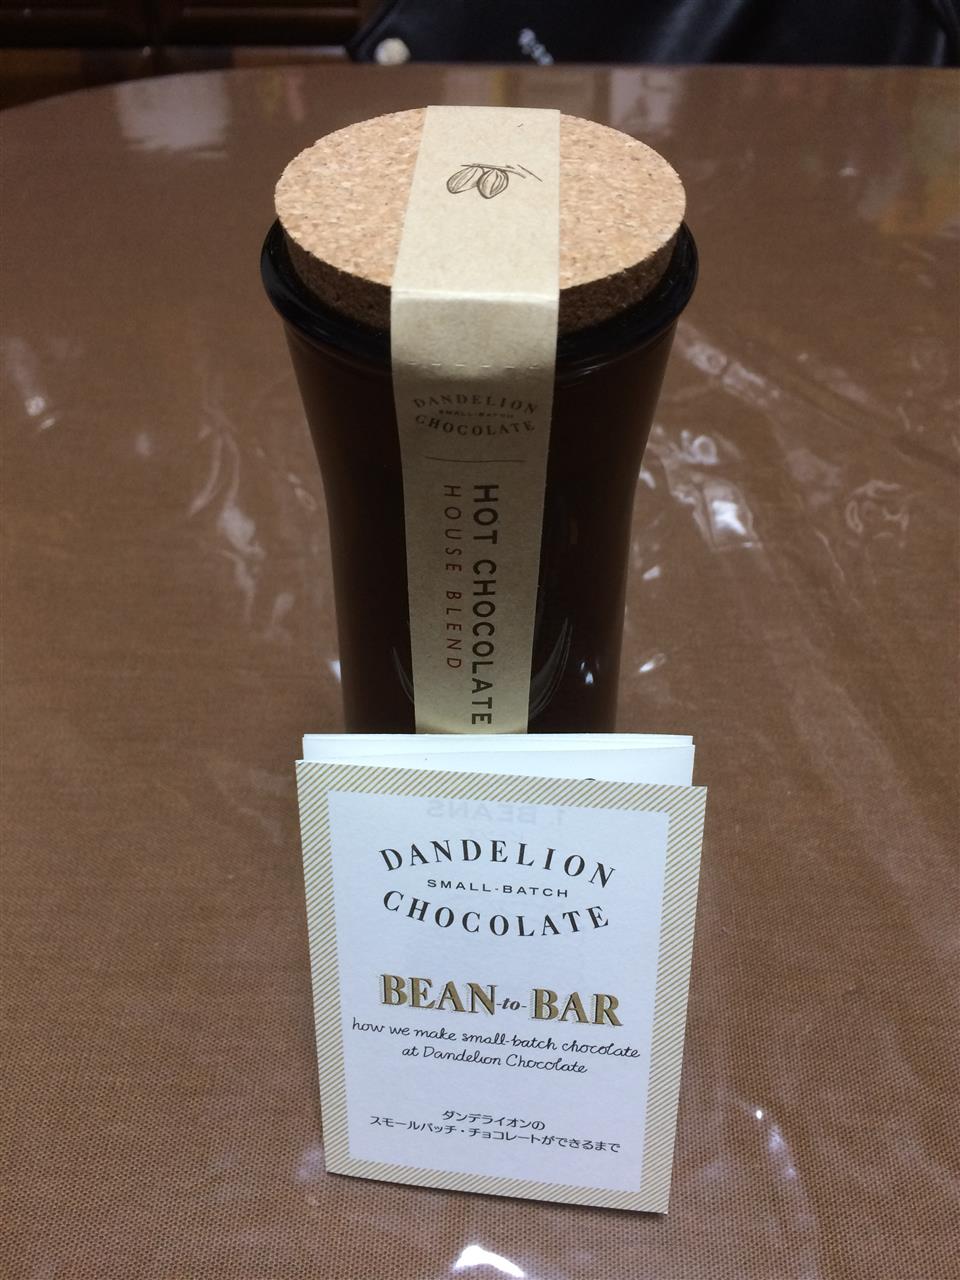 DANDELION
SMALL-BATCH
CHOCOLATE
HOT CHOCOLATE
HOUSE BLEND
1. BEANS
DANDELION
SMALL-BATCH
CHOCOLATE
BEAN-to-BAR
how we make small-batch chocolate
at Dandelion Chocolate
ダンデライオンの
スモールバッチ・チョコレートができるまで